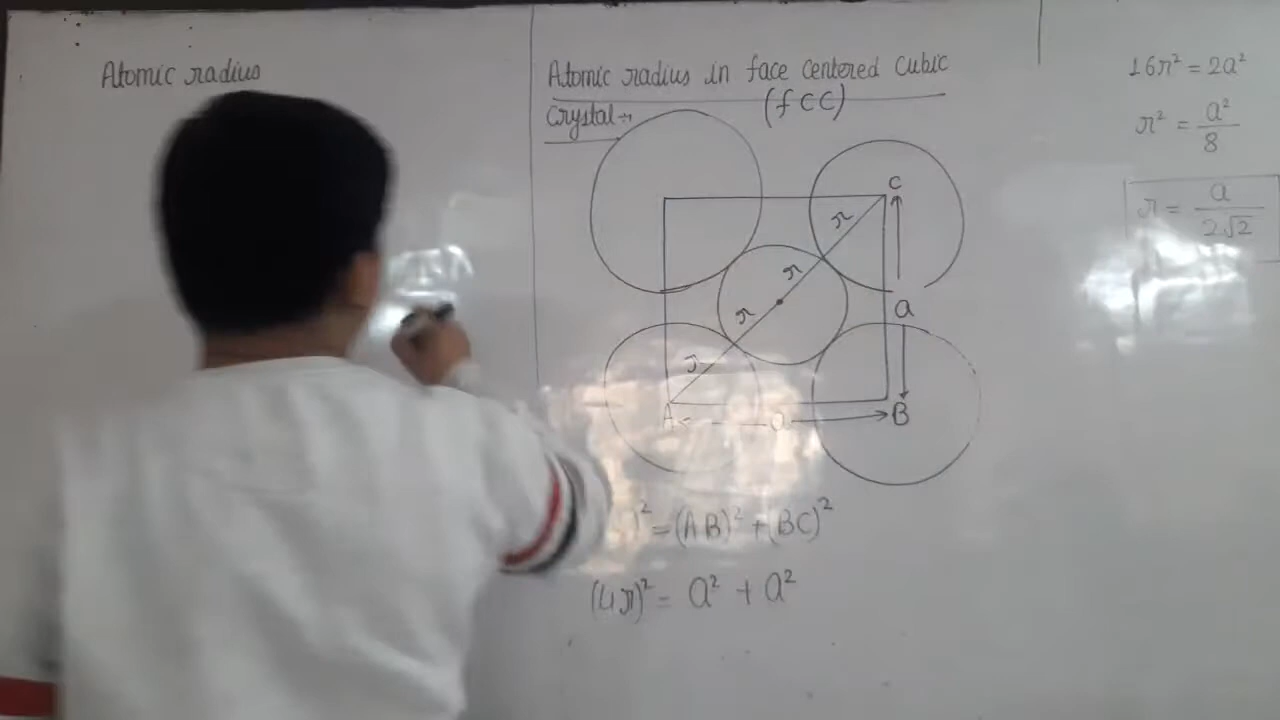 Atomic radius
Atomic radius in face centered cubic
(fcc)
crystal→
C
r
r
r
r
a
A
a
B
)² = (AB)² + (BC)²
(4r)² = a² + a²
16r² = 2a²
r² = a²/8
r = a/2√2